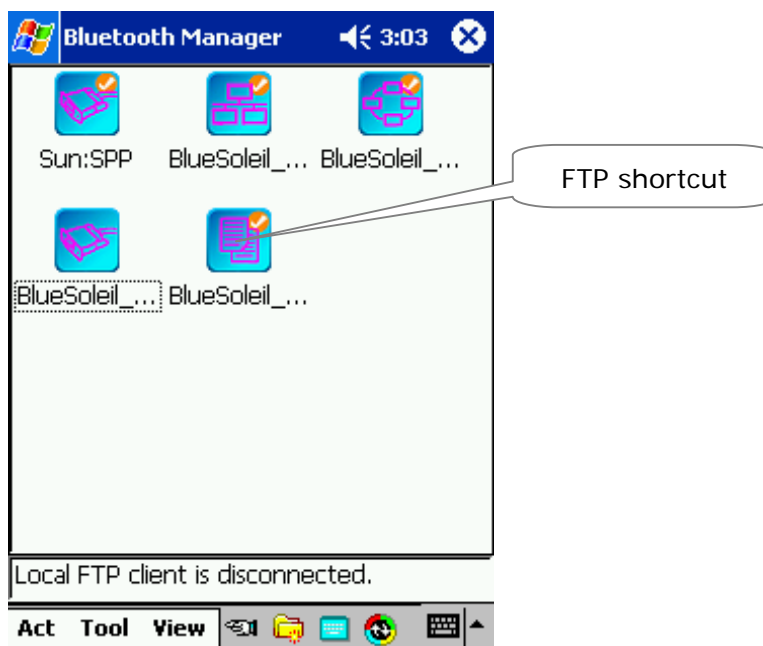 Bluetooth Manager 3:03
Sun:SPP BlueSoleil_... BlueSoleil_...
FTP shortcut
BlueSoleil_... BlueSoleil_...
Local FTP client is disconnected.
Act Tool View